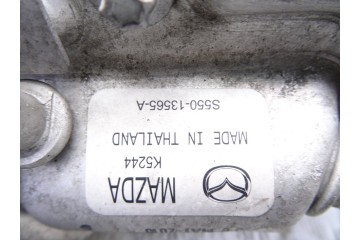 MAZDA
K5244
MADE IN THAILAND
S550-13565-A